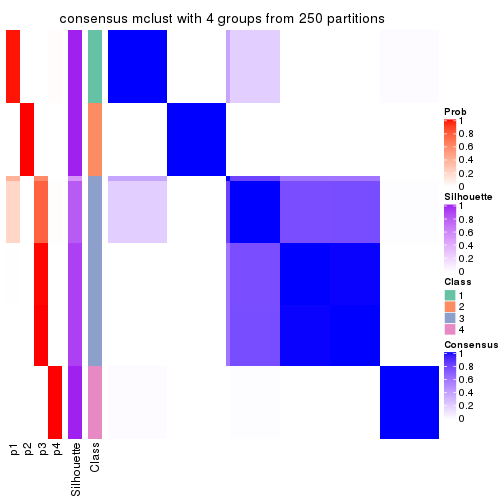 consensus mclust with 4 groups from 250 partitions
Prob
1
0.8
0.6
0.4
0.2
0
Silhouette
1
0.8
0.6
0.4
0.2
0
Class
1
2
3
4
Consensus
1
0.8
0.6
0.4
0.2
0
p1
p2
p3
p4
Silhouette
Class